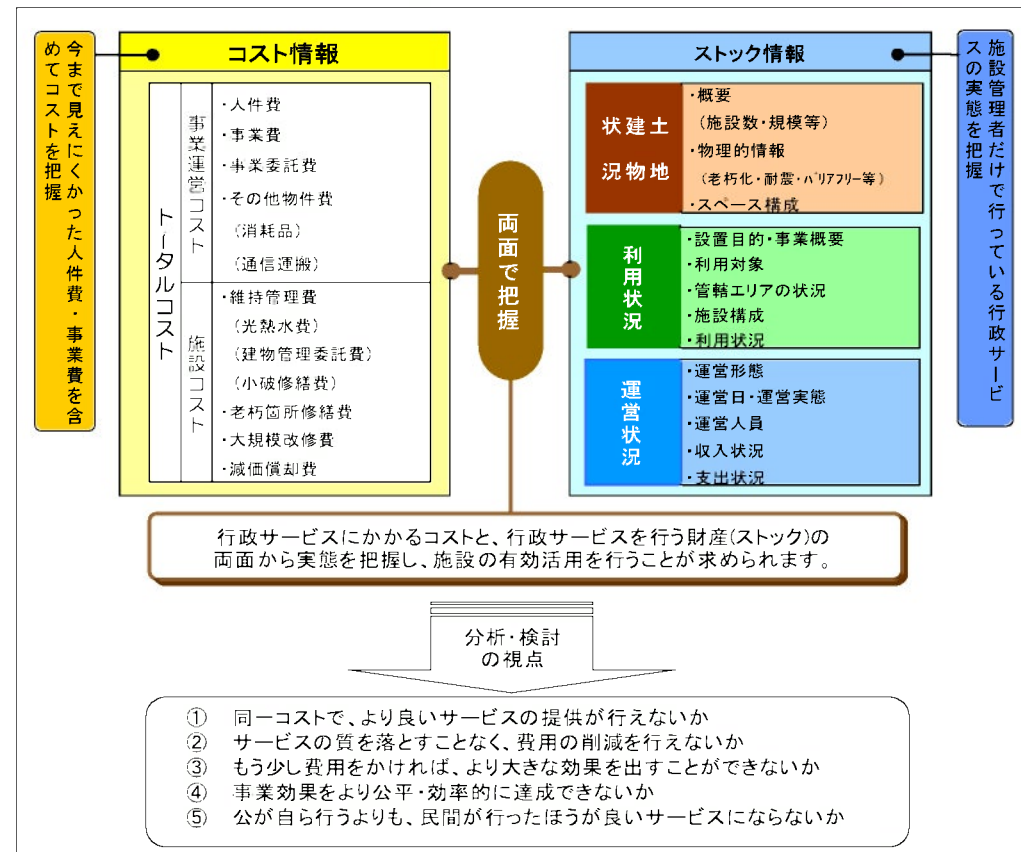 今まで見えにくかった人件費・事業費を含
めてコストを把握
コスト情報
トータルコスト
事業運営コスト
・人件費
・事業費
・事業委託費
・その他物件費
(消耗品)
(通信運搬)
施設コスト
・維持管理費
(光熱水費)
(建物管理委託費)
(小破修繕費)
・老朽箇所修繕費
・大規模改修費
・減価償却費
両面で把握
ストック情報
土地
建物
状況
・概要
(施設数・規模等)
・物理的情報
(老朽化・耐震・バリアフリー等)
・スペース構成
利用状況
・設置目的・事業概要
・利用対象
・管轄エリアの状況
・施設構成
・利用状況
運営状況
・運営形態
・運営日・運営実態
・運営人員
・収入状況
・支出状況
施設管理者だけで行っている行政サービ
スの実態を把握
行政サービスにかかるコストと、行政サービスを行う財産(ストック)の
両面から実態を把握し、施設の有効活用を行うことが求められます。
分析・検討
の視点
① 同一コストで、より良いサービスの提供が行えないか
② サービスの質を落とすことなく、費用の削減を行えないか
③ もう少し費用をかければ、より大きな効果を出すことができないか
④ 事業効果をより公平・効率的に達成できないか
⑤ 公が自ら行うよりも、民間が行ったほうが良いサービスにならないか